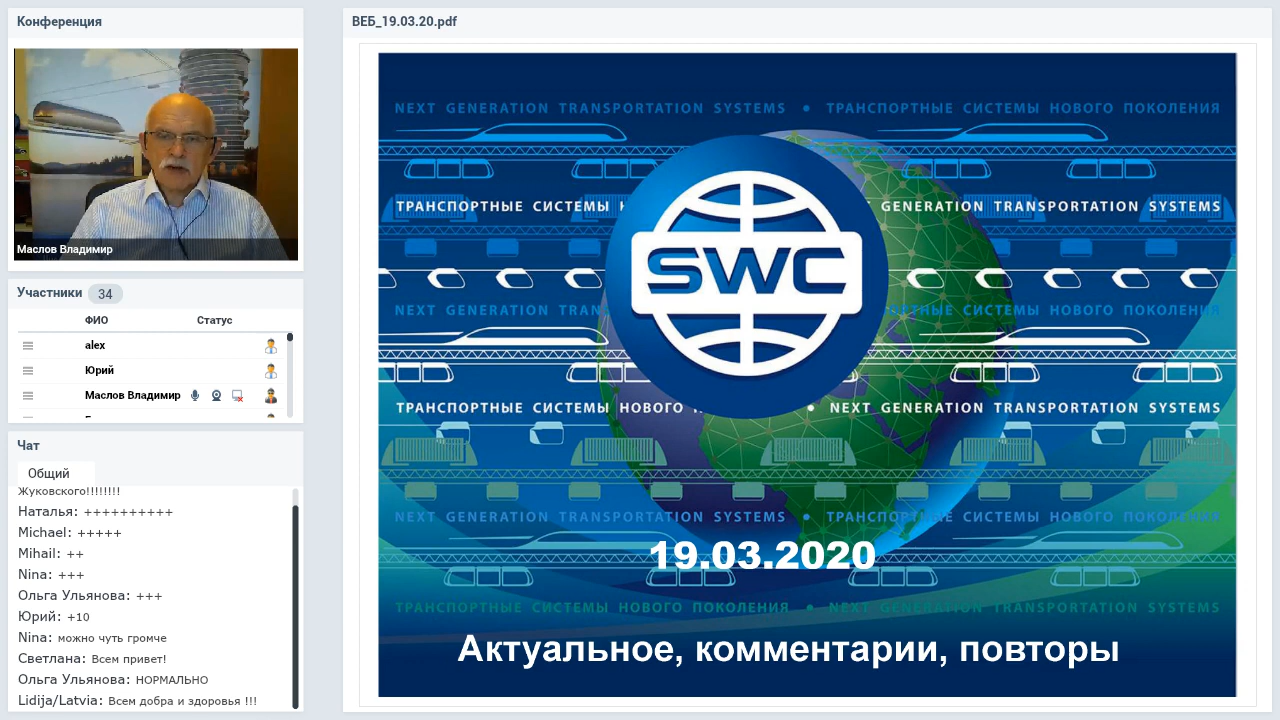 Конференция
Маслов Владимир
Участники 34
ФИО Статус
alex
Юрий
Маслов Владимир
Чат
Общий
Жуковского!!!!!!!!
Наталья: ++++++++++
Michael: +++++
Mihail: ++
Nina: +++
Ольга Ульянова: +++
Юрий: +10
Nina: можно чуть громче
Светлана: Всем привет!
Ольга Ульянова: НОРМАЛЬНО
Lidija/Latvia: Всем добра и здоровья !!!
ВЕБ_19.03.20.pdf
NEXT GENERATION TRANSPORTATION SYSTEMS • ТРАНСПОРТНЫЕ СИСТЕМЫ НОВОГО ПОКОЛЕНИЯ
ТРАНСПОРТНЫЕ СИСТЕМЫ GENERATION TRANSPORTATION SYSTEMS
SWC
NEXT СИСТЕМЫ НОВОГО ПОКОЛЕНИЯ
ТРАНСПОРТНЫЕ СИСТЕМЫ НОВОГО • NEXT GENERATION TRANSPORTATION SYSTEMS
NEXT GENERATION TRANSPORTATION SYSTEMS • ТРАНСПОРТНЫЕ СИСТЕМЫ НОВОГО ПОКОЛЕНИЯ
19.03.2020
ТРАНСПОРТНЫЕ СИСТЕМЫ НОВОГО ПОКОЛЕНИЯ • NEXT GENERATION TRANSPORTATION SYSTEMS
Актуальное, комментарии, повторы